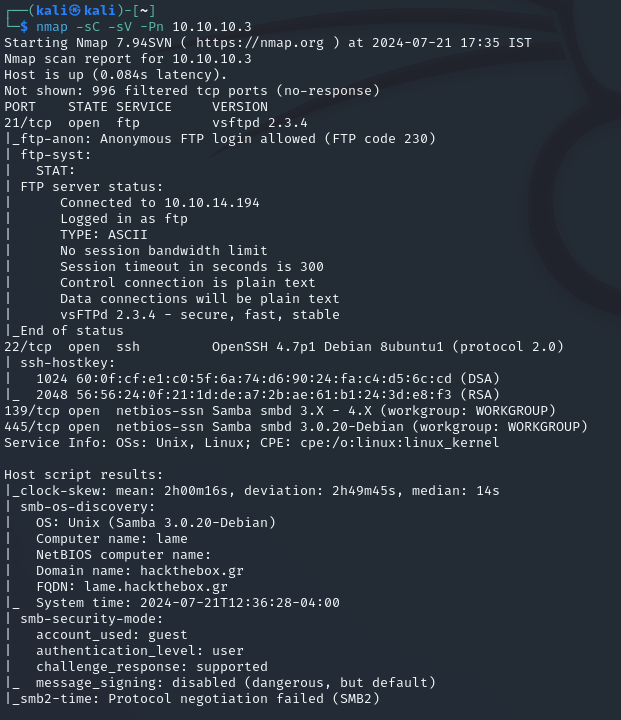 ┌──(kali㉿kali)-[~]
└─$ nmap -sC -sV -Pn 10.10.10.3
Starting Nmap 7.94SVN ( https://nmap.org ) at 2024-07-21 17:35 IST
Nmap scan report for 10.10.10.3
Host is up (0.084s latency).
Not shown: 996 filtered tcp ports (no-response)
PORT    STATE SERVICE     VERSION
21/tcp  open  ftp         vsftpd 2.3.4
|_ftp-anon: Anonymous FTP login allowed (FTP code 230)
| ftp-syst:
|   STAT:
| FTP server status:
|      Connected to 10.10.14.194
|      Logged in as ftp
|      TYPE: ASCII
|      No session bandwidth limit
|      Session timeout in seconds is 300
|      Control connection is plain text
|      Data connections will be plain text
|      vsFTPd 2.3.4 - secure, fast, stable
|_End of status
22/tcp  open  ssh         OpenSSH 4.7p1 Debian 8ubuntu1 (protocol 2.0)
| ssh-hostkey:
|   1024 60:0f:cf:e1:c0:5f:6a:74:d6:90:24:fa:c4:d5:6c:cd (DSA)
|_  2048 56:56:24:0f:21:1d:de:a7:2b:ae:61:b1:24:3d:e8:f3 (RSA)
139/tcp open  netbios-ssn Samba smbd 3.X - 4.X (workgroup: WORKGROUP)
445/tcp open  netbios-ssn Samba smbd 3.0.20-Debian (workgroup: WORKGROUP)
Service Info: OSs: Unix, Linux; CPE: cpe:/o:linux:linux_kernel

Host script results:
|_clock-skew: mean: 2h00m16s, deviation: 2h49m45s, median: 14s
| smb-os-discovery:
|   OS: Unix (Samba 3.0.20-Debian)
|   Computer name: lame
|   NetBIOS computer name:
|   Domain name: hackthebox.gr
|   FQDN: lame.hackthebox.gr
|_  System time: 2024-07-21T12:36:28-04:00
| smb-security-mode:
|   account_used: guest
|   authentication_level: user
|   challenge_response: supported
|_  message_signing: disabled (dangerous, but default)
|_smb2-time: Protocol negotiation failed (SMB2)